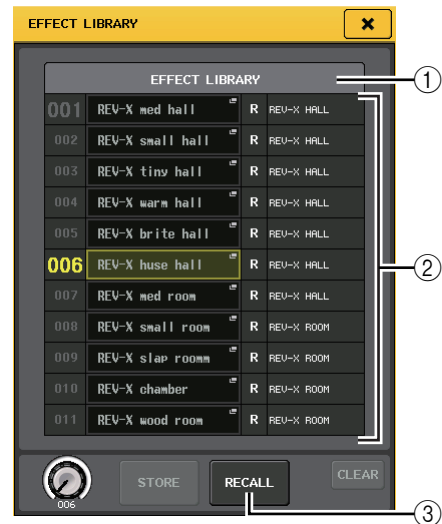 EFFECT LIBRARY
EFFECT LIBRARY
001 REV-X med hall R REV-X HALL
002 REV-X small hall R REV-X HALL
003 REV-X tiny hall R REV-X HALL
004 REV-X warm hall R REV-X HALL
005 REV-X brite hall R REV-X HALL
006 REV-X huse hall R REV-X HALL
007 REV-X med room R REV-X HALL
008 REV-X small room R REV-X ROOM
009 REV-X slap roomm R REV-X ROOM
010 REV-X chamber R REV-X ROOM
011 REV-X wood room R REV-X ROOM
006 STORE RECALL CLEAR
①
②
③